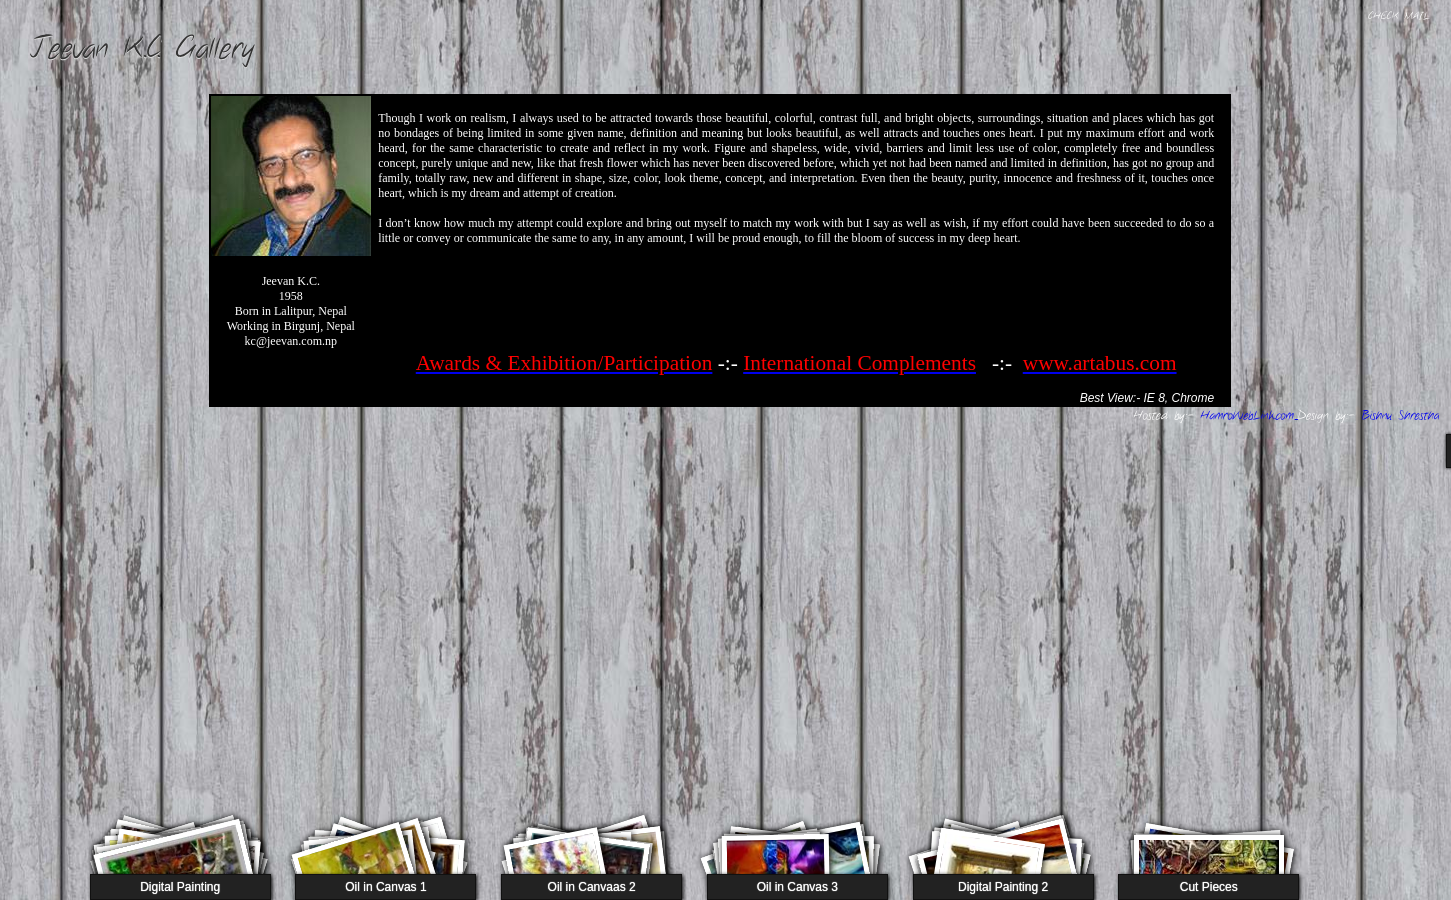 CHECK MAIL
Jeevan K.C. Gallery
Though I work on realism, I always used to be attracted towards those beautiful, colorful, contrast full, and bright objects, surroundings, situation and places which has got
no bondages of being limited in some given name, definition and meaning but looks beautiful, as well attracts and touches ones heart. I put my maximum effort and work
heard, for the same characteristic to create and reflect in my work. Figure and shapeless, wide, vivid, barriers and limit less use of color, completely free and boundless
concept, purely unique and new, like that fresh flower which has never been discovered before, which yet not had been named and limited in definition, has got no group and
family, totally raw, new and different in shape, size, color, look theme, concept, and interpretation. Even then the beauty, purity, innocence and freshness of it, touches once
heart, which is my dream and attempt of creation.
I don’t know how much my attempt could explore and bring out myself to match my work with but I say as well as wish, if my effort could have been succeeded to do so a
little or convey or communicate the same to any, in any amount, I will be proud enough, to fill the bloom of success in my deep heart.
Jeevan K.C.
1958
Born in Lalitpur, Nepal
Working in Birgunj, Nepal
kc@jeevan.com.np
Awards & Exhibition/Participation -:- International Complements -:- www.artabus.com
Best View:- IE 8, Chrome
Hosted by:- HamroWebLink.com Design by:- Bishnu Shrestha
Digital Painting
Oil in Canvas 1
Oil in Canvaas 2
Oil in Canvas 3
Digital Painting 2
Cut Pieces